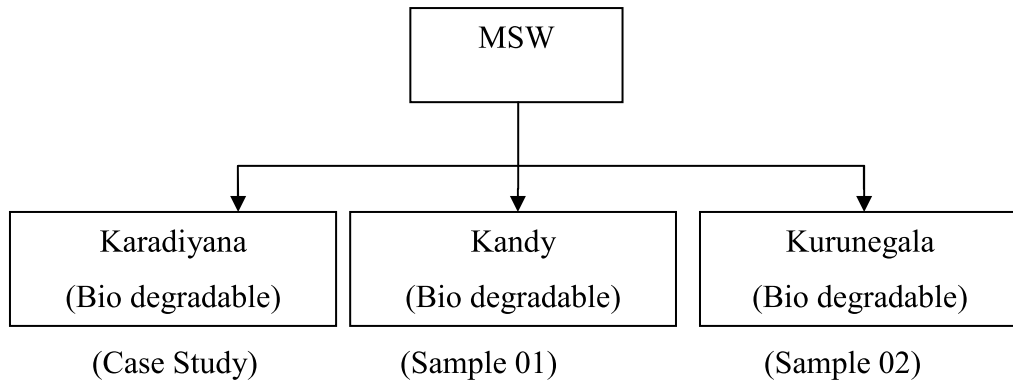 MSW
Karadiyana
(Bio degradable)
(Case Study)
Kandy
(Bio degradable)
(Sample 01)
Kurunegala
(Bio degradable)
(Sample 02)